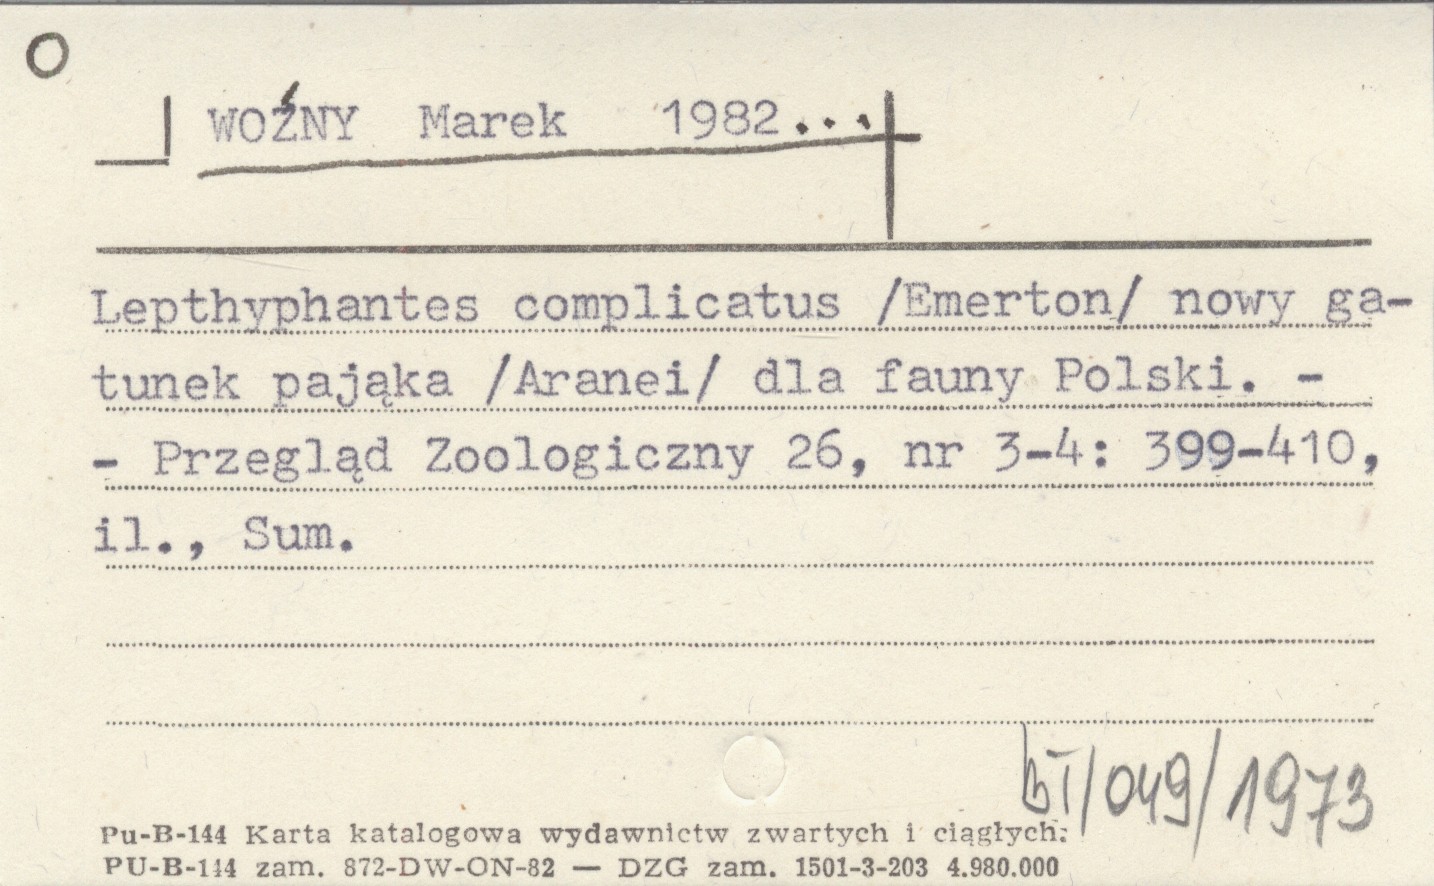 O
WOŹNY Marek 1982...
Lepthyphantes complicatus /Emerton/ nowy ga-
tunek pająka /Aranei/ dla fauny Polski. -
- Przegląd Zoologiczny 26, nr 3-4: 399-410,
il., Sum.
/049/1973
Pu-B-144 Karta katalogowa wydawnictw zwartych i ciągłych:
PU-B-144 zam. 872-DW-ON-82 — DZG zam. 1501-3-203 4.980.000